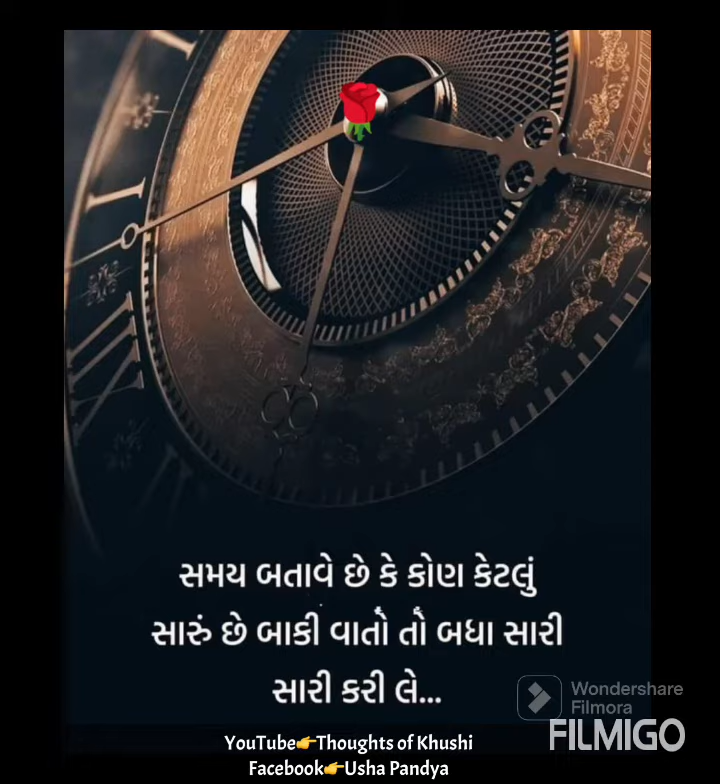 સમય બતાવે છે કે કોણ કેટલું
સારું છે બાકી વાતો તો બધા સારી
સારી કરી લે...
Wondershare
Filmora
FILMIGO
YouTube👉Thoughts of Khushi
Facebook👉Usha Pandya